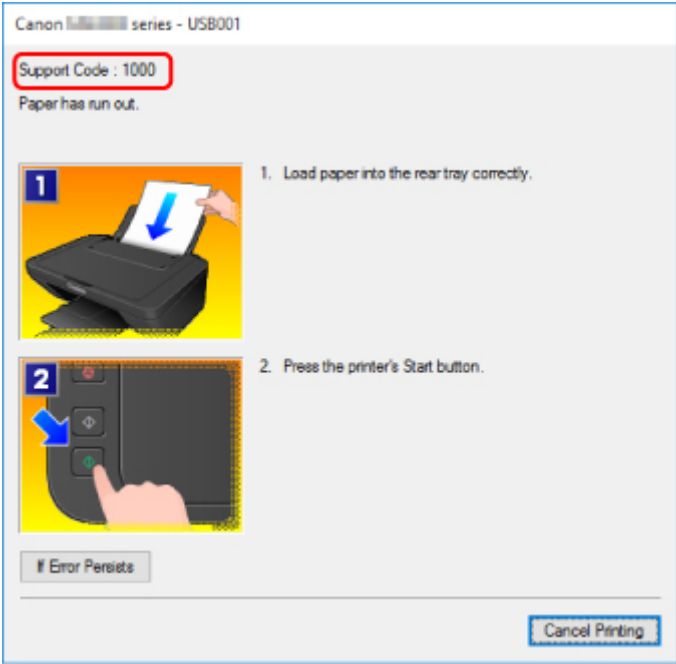 Canon series - USB001
Support Code : 1000
Paper has run out.
1
1. Load paper into the rear tray correctly.
2
2. Press the printer's Start button.
If Error Persists
Cancel Printing